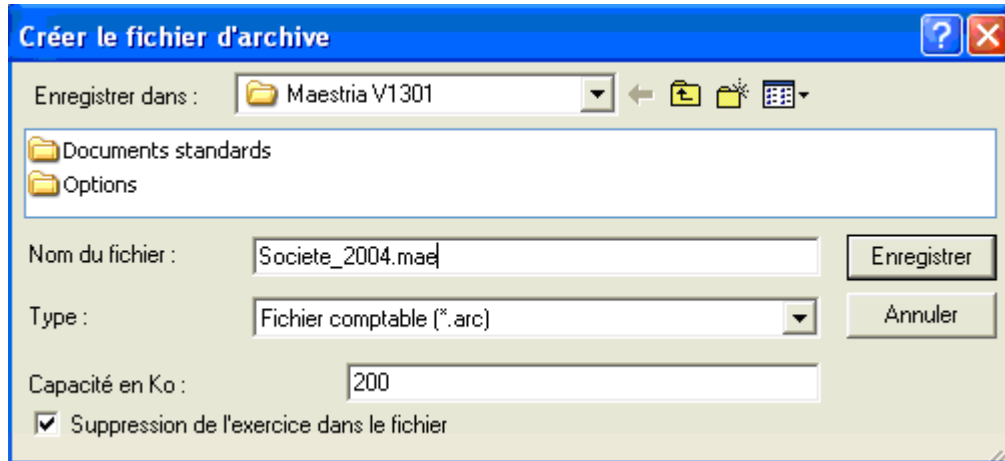 Créer le fichier d'archive
Enregistrer dans : Maestria V1301
Documents standards
Options
Nom du fichier : Societe_2004.mae Enregistrer
Type : Fichier comptable (*.arc) Annuler
Capacité en Ko : 200
Suppression de l'exercice dans le fichier